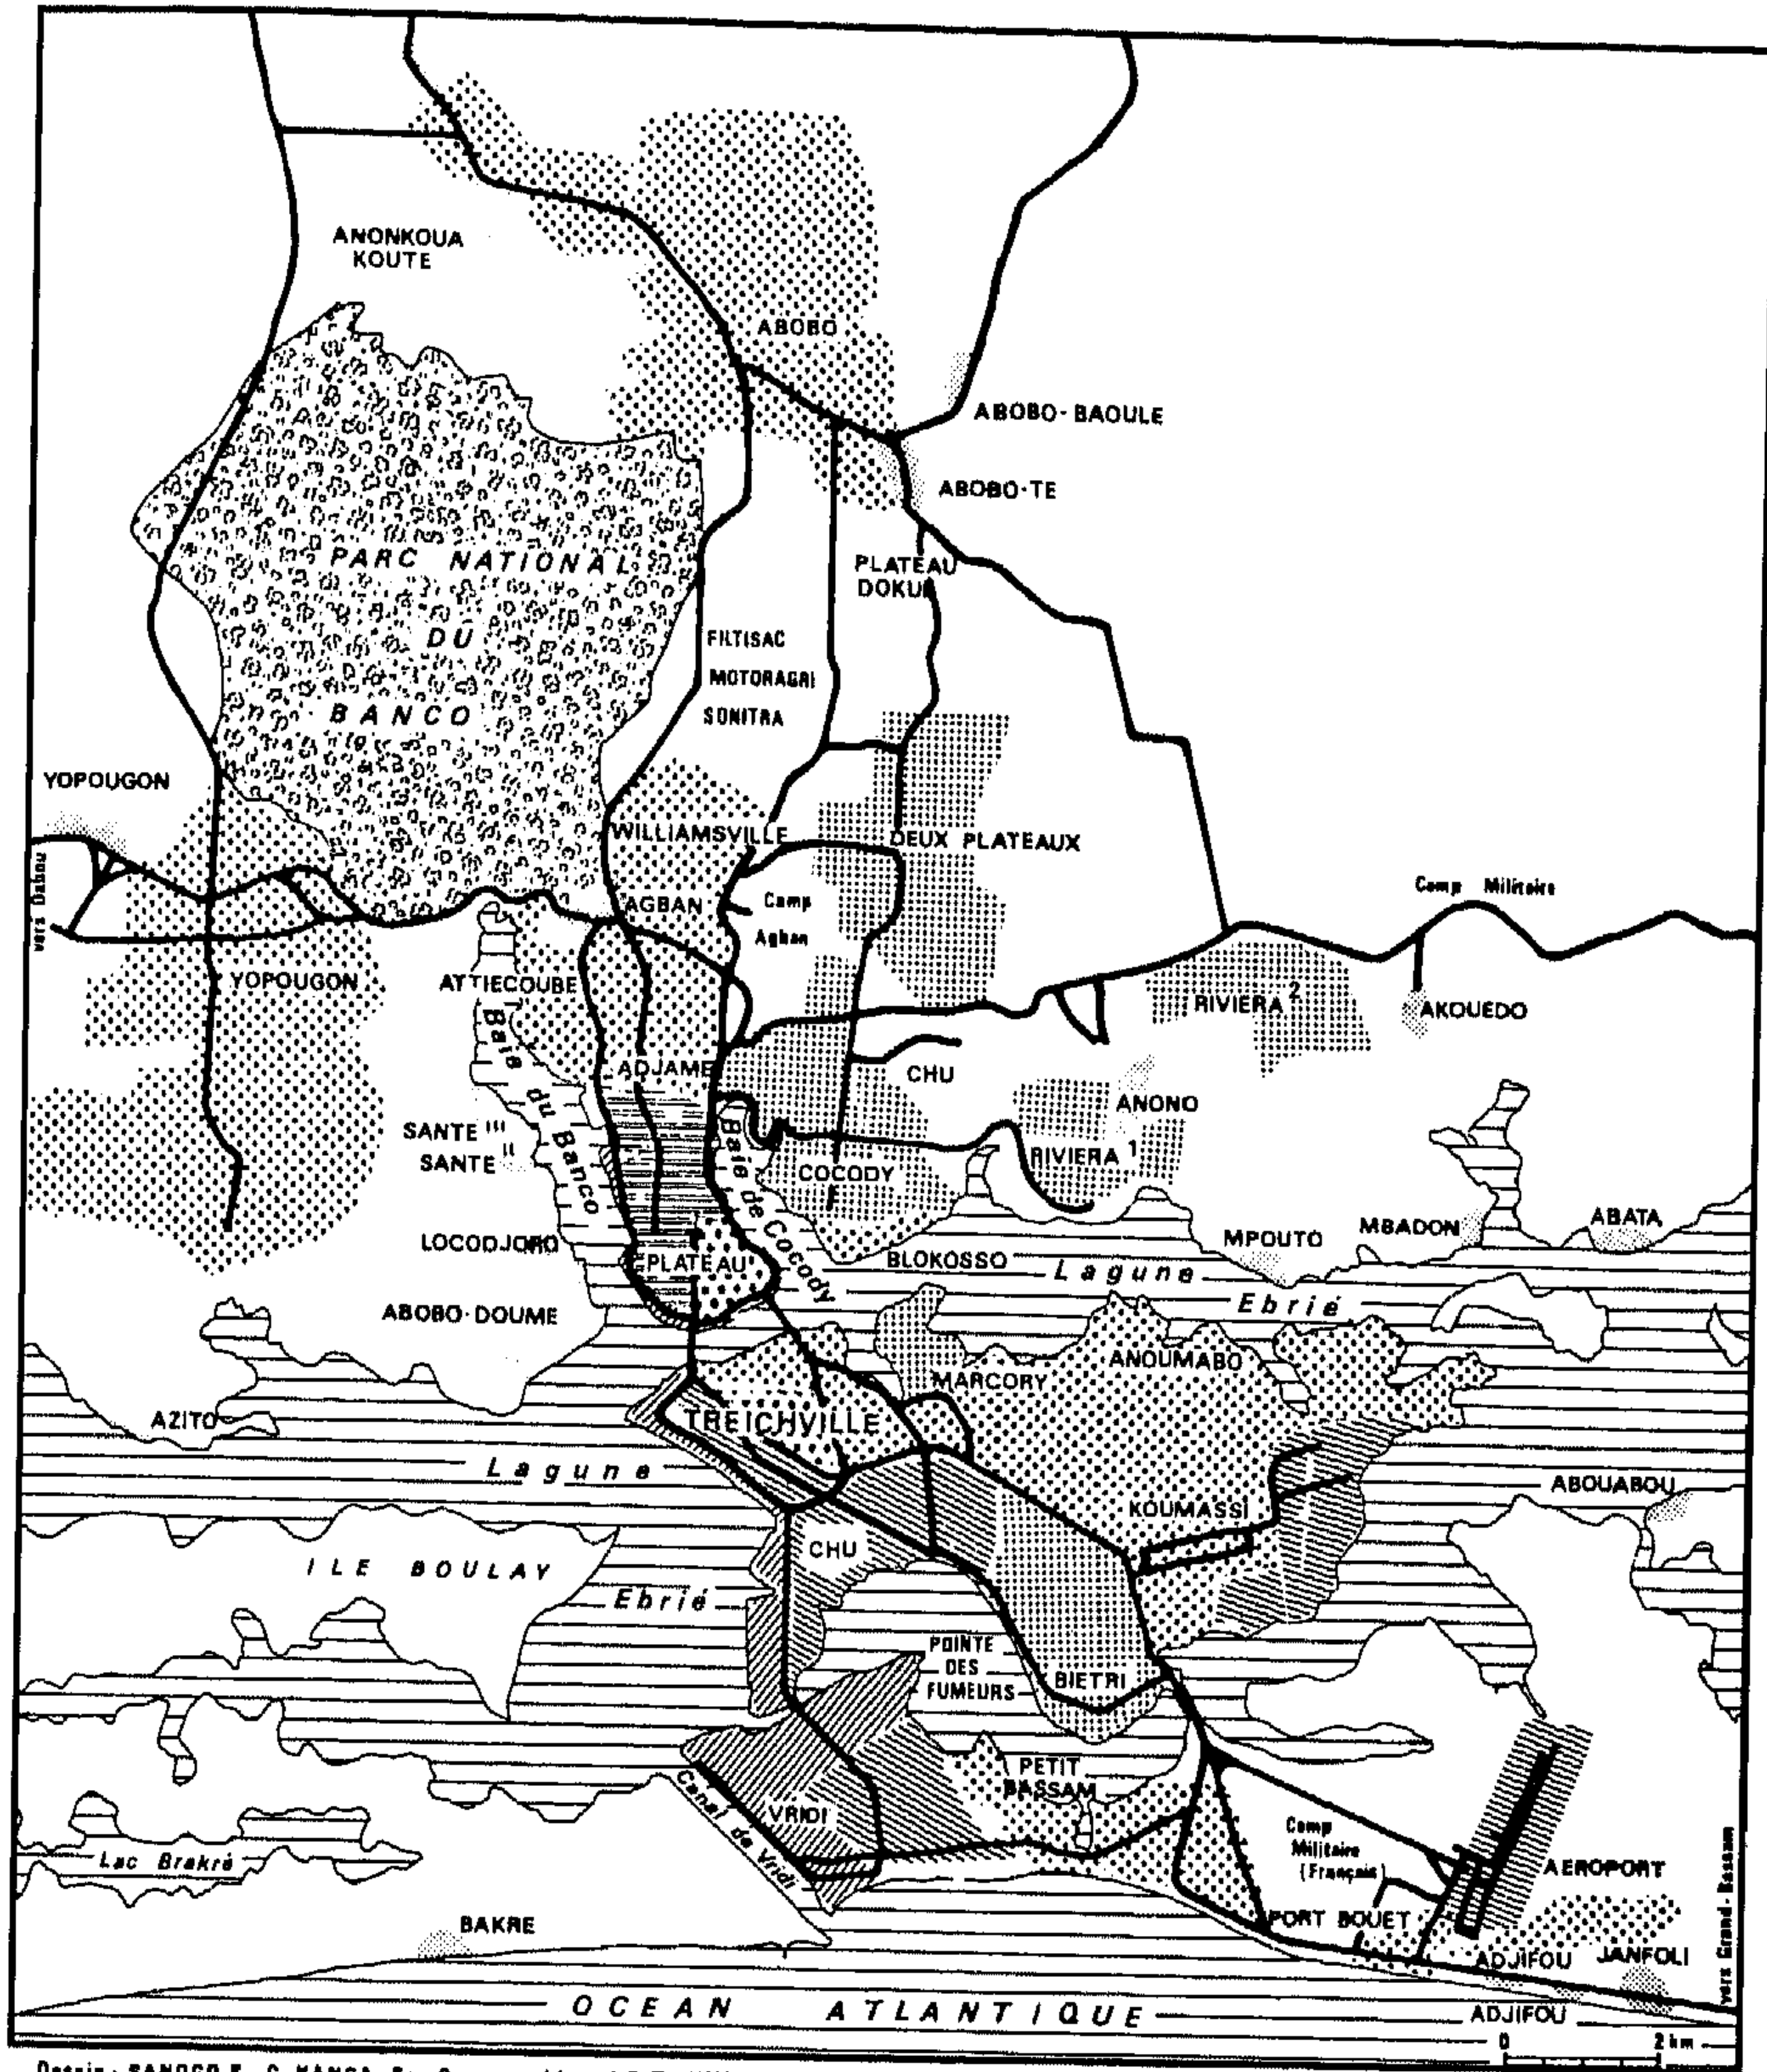 ANONKOUA
KOUTE
ABOBO
ABOBO-BAOULE
ABOBO-TE
PARC NATIONAL
DU
BANCO
PLATEAU
DOKUI
FILTISAC
MOTORAGRI
SONITRA
YOPOUGON
WILLIAMSVILLE
DEUX PLATEAUX
vers Dabou
Camp Militaire
AGBAN
Camp
Agban
YOPOUGON
ATTIECOUBE
RIVIERA 2
AKOUEDO
Baie du Banco
ADJAME
CHU
ANONO
SANTE III
SANTE II
Baie de Cocody
COCODY
RIVIERA 1
LOCODJORO
PLATEAU
BLOKOSSO
MPOUTO
MBADON
ABATA
Lagune
Ebrié
ABOBO-DOUME
ANOUMABO
MARCORY
AZITO
TREICHVILLE
Lagune
ABOUABOU
KOUMASSI
CHU
ILE BOULAY
Ebrié
POINTE
DES
FUMEURS
BIETRI
PETIT
BASSAM
Canal de Vridi
VRIDI
Lac Brakré
Camp
Militaire
(Français)
AEROPORT
BAKRE
PORT BOUET
ADJIFOU
JANFOLI
vers Grand-Bassam
OCEAN ATLANTIQUE
ADJIFOU
0 2 km